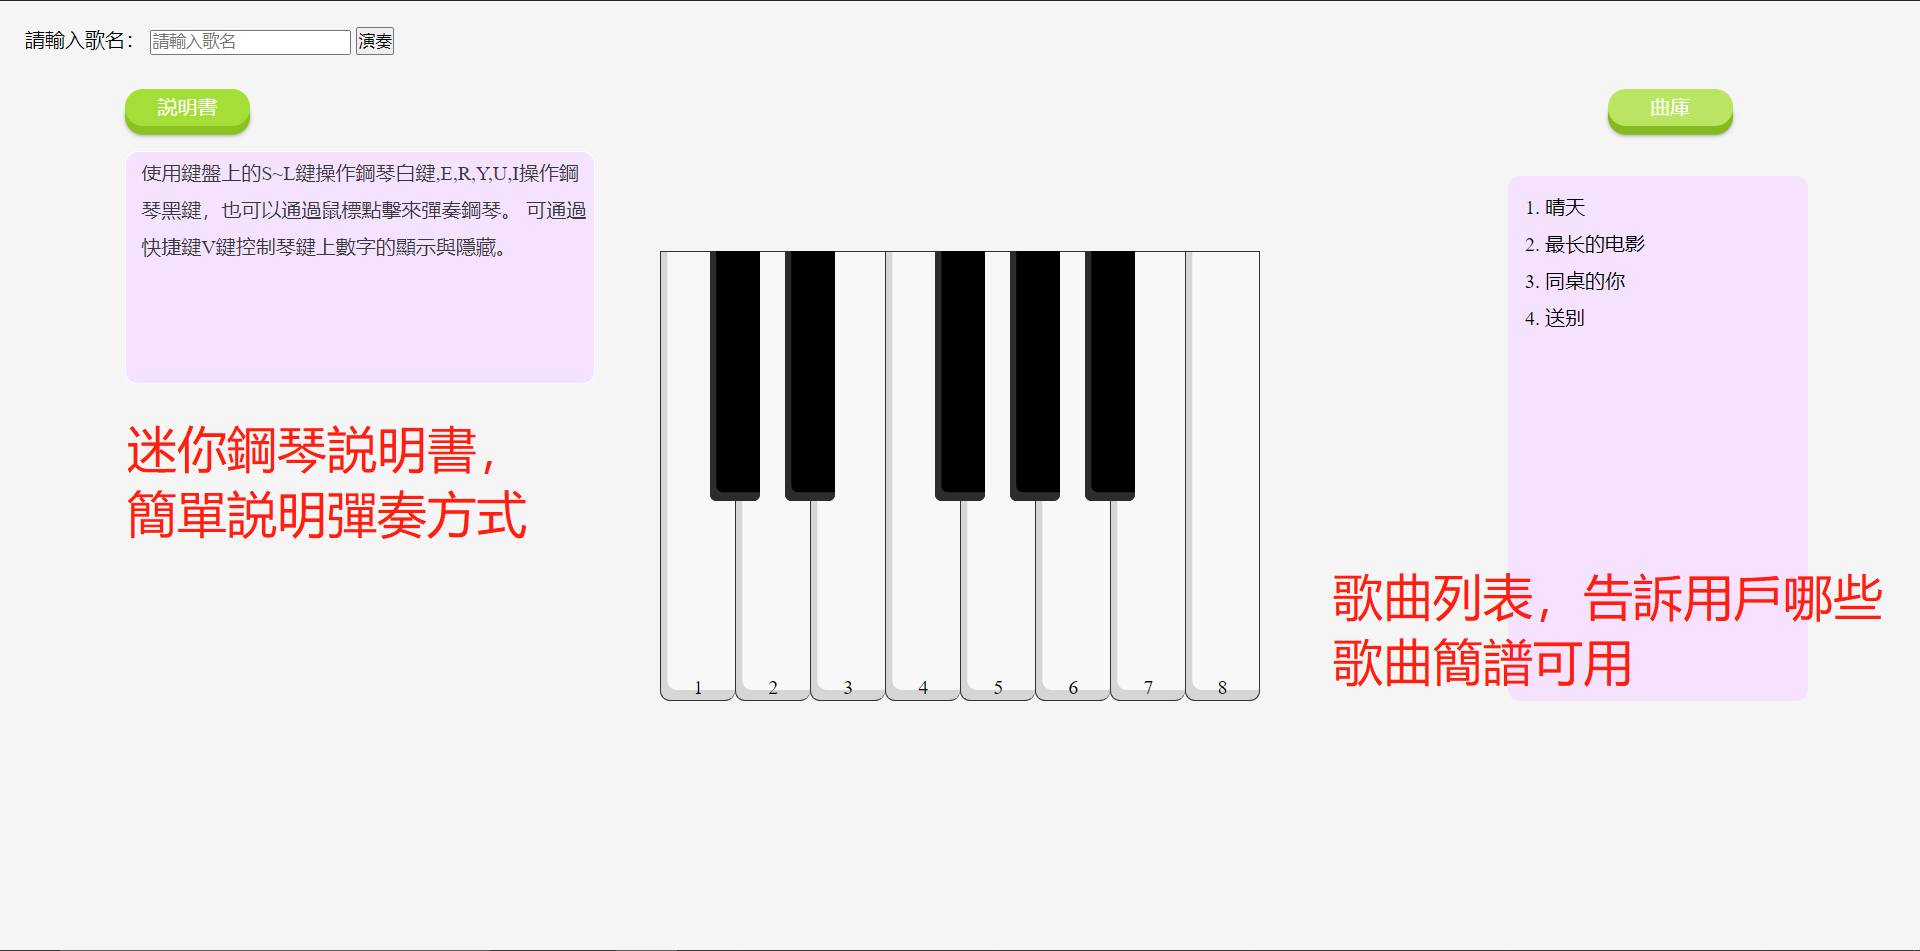 請輸入歌名：
請輸入歌名
演奏
説明書
曲庫
使用鍵盤上的S~L鍵操作鋼琴白鍵,E,R,Y,U,I操作鋼
琴黑鍵，也可以通過鼠標點擊來彈奏鋼琴。 可通過
快捷鍵V鍵控制琴鍵上數字的顯示與隱藏。
1. 晴天
2. 最长的电影
3. 同桌的你
4. 送别
迷你鋼琴説明書，
簡單説明彈奏方式
歌曲列表，告訴用戶哪些
歌曲簡譜可用
1 2 3 4 5 6 7 8